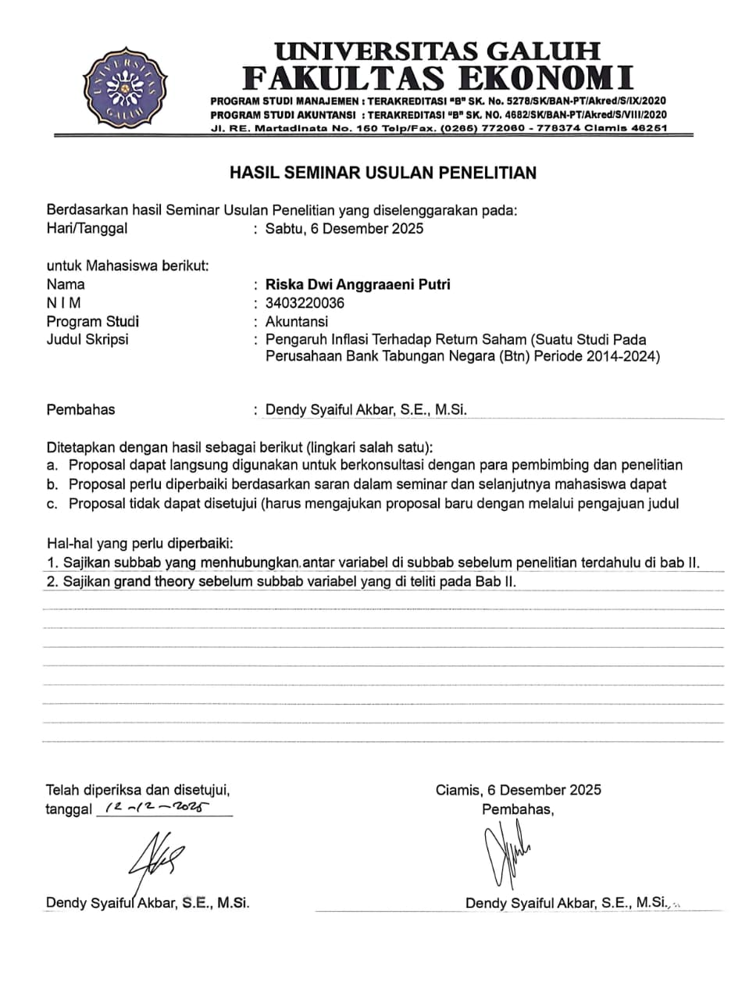 UNIVERSITAS GALUH
UNIVERSITAS GALUH
FAKULTAS EKONOMI
PROGRAM STUDI MANAJEMEN : TERAKREDITASI "B" SK. No. 5278/SK/BAN-PT/Akred/S/IX/2020
PROGRAM STUDI AKUNTANSI : TERAKREDITASI "B" SK. NO. 4682/SK/BAN-PT/Akred/S/VIII/2020
Jl. RE. Martadinata No. 150 Telp/Fax. (0265) 772060 - 776374 Ciamis 46251
HASIL SEMINAR USULAN PENELITIAN
Berdasarkan hasil Seminar Usulan Penelitian yang diselenggarakan pada:
Hari/Tanggal : Sabtu, 6 Desember 2025
untuk Mahasiswa berikut:
Nama : Riska Dwi Anggraaeni Putri
N I M : 3403220036
Program Studi : Akuntansi
Judul Skripsi : Pengaruh Inflasi Terhadap Return Saham (Suatu Studi Pada
Perusahaan Bank Tabungan Negara (Btn) Periode 2014-2024)
Pembahas : Dendy Syaiful Akbar, S.E., M.Si.
Ditetapkan dengan hasil sebagai berikut (lingkari salah satu):
a. Proposal dapat langsung digunakan untuk berkonsultasi dengan para pembimbing dan penelitian
b. Proposal perlu diperbaiki berdasarkan saran dalam seminar dan selanjutnya mahasiswa dapat
c. Proposal tidak dapat disetujui (harus mengajukan proposal baru dengan melalui pengajuan judul
Hal-hal yang perlu diperbaiki:
1. Sajikan subbab yang menhubungkan antar variabel di subbab sebelum penelitian terdahulu di bab II.
2. Sajikan grand theory sebelum subbab variabel yang di teliti pada Bab II.
Telah diperiksa dan disetujui,
tanggal 12-12-2025
Ciamis, 6 Desember 2025
Pembahas,
Dendy Syaiful Akbar, S.E., M.Si.
Dendy Syaiful Akbar, S.E., M.Si.